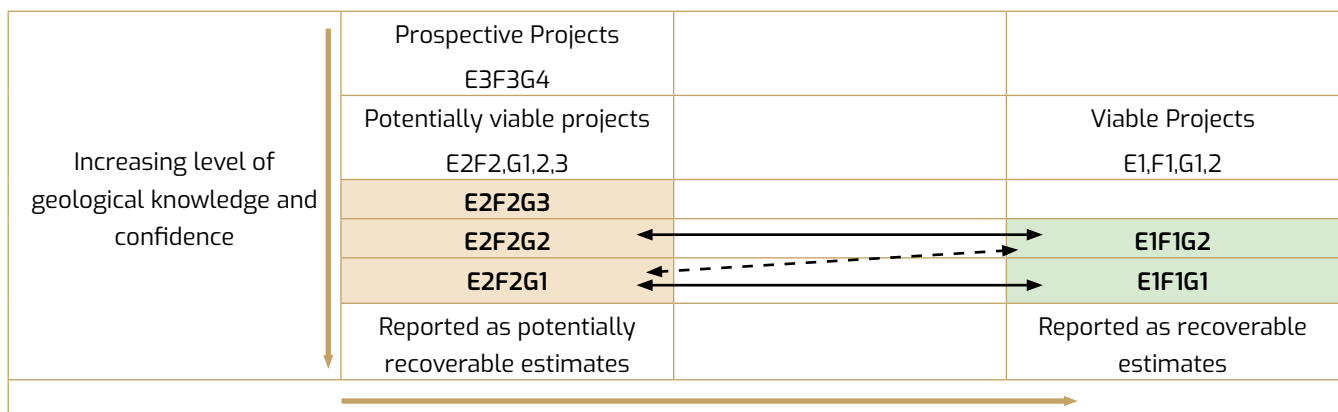 Prospective Projects
E3F3G4
Potentially viable projects
E2F2,G1,2,3
Viable Projects
E1,F1,G1,2
Increasing level of
geological knowledge and
confidence
E2F2G3
E2F2G2
E1F1G2
E2F2G1
E1F1G1
Reported as potentially
recoverable estimates
Reported as recoverable
estimates